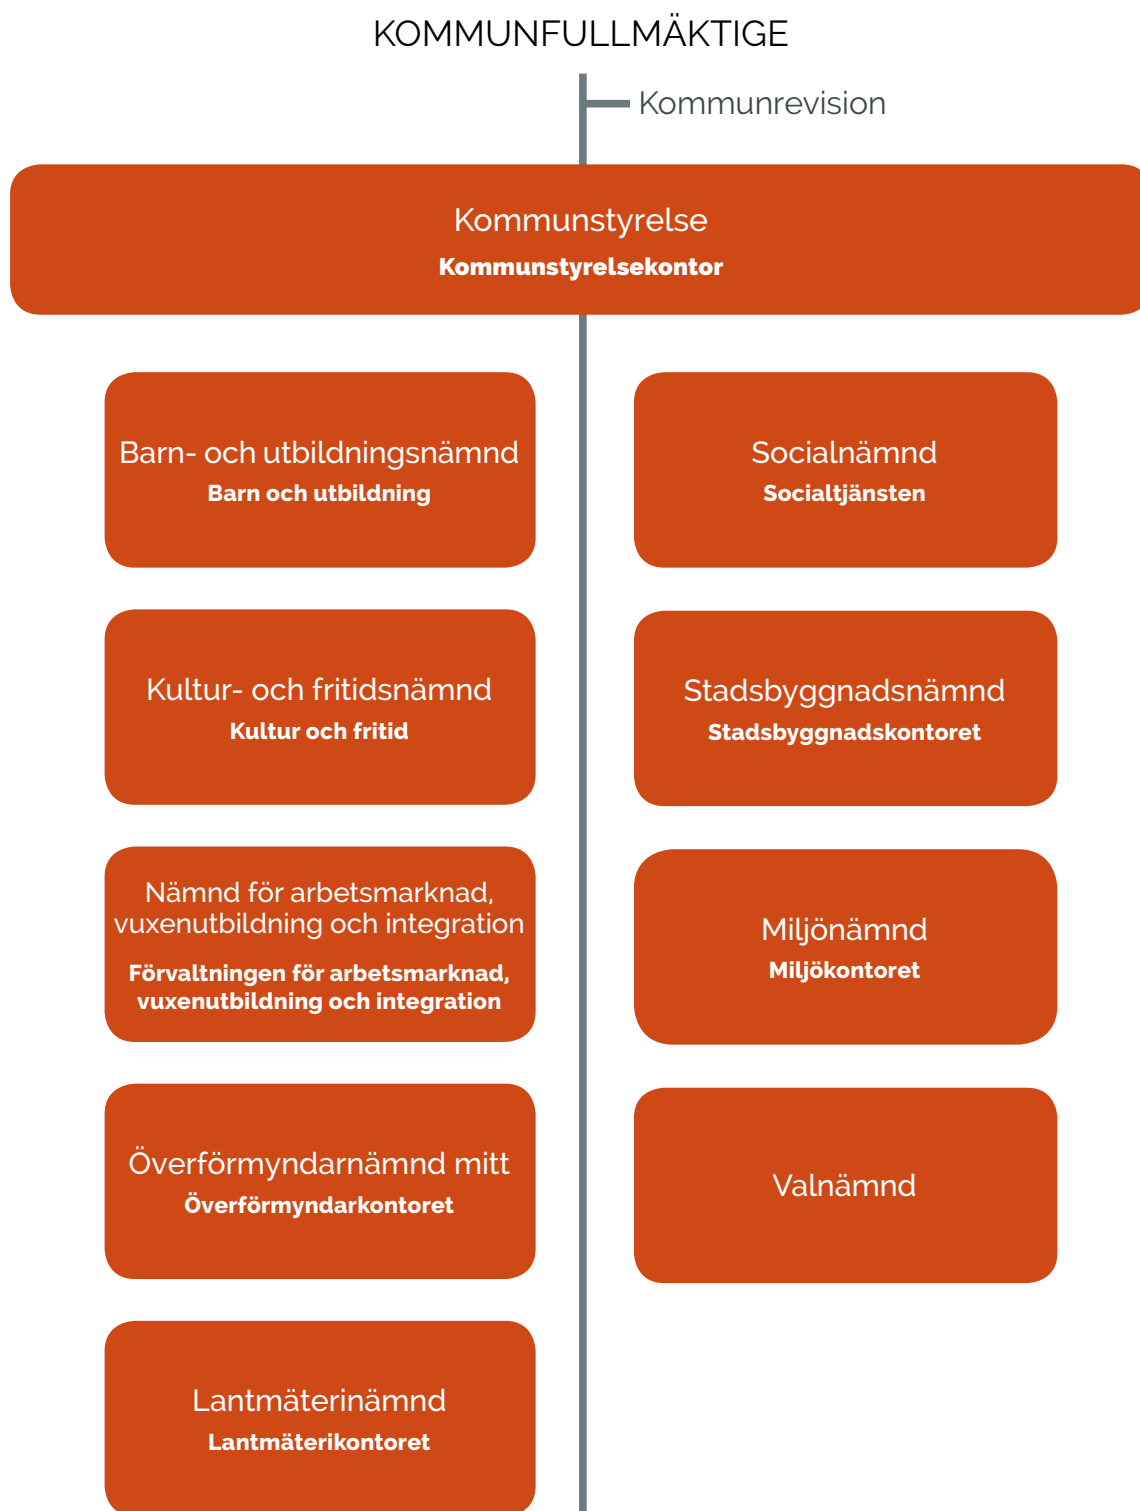 KOMMUNFULLMÄKTIGE
Kommunrevision
Kommunstyrelse
Kommunstyrelsekontor
Barn- och utbildningsnämnd
Barn och utbildning
Socialnämnd
Socialtjänsten
Kultur- och fritidsnämnd
Kultur och fritid
Stadsbyggnadsnämnd
Stadsbyggnadskontoret
Nämnd för arbetsmarknad,
vuxenutbildning och integration
Förvaltningen för arbetsmarknad,
vuxenutbildning och integration
Miljönämnd
Miljökontoret
Överförmyndarnämnd mitt
Överförmyndarkontoret
Valnämnd
Lantmäterinämnd
Lantmäterikontoret